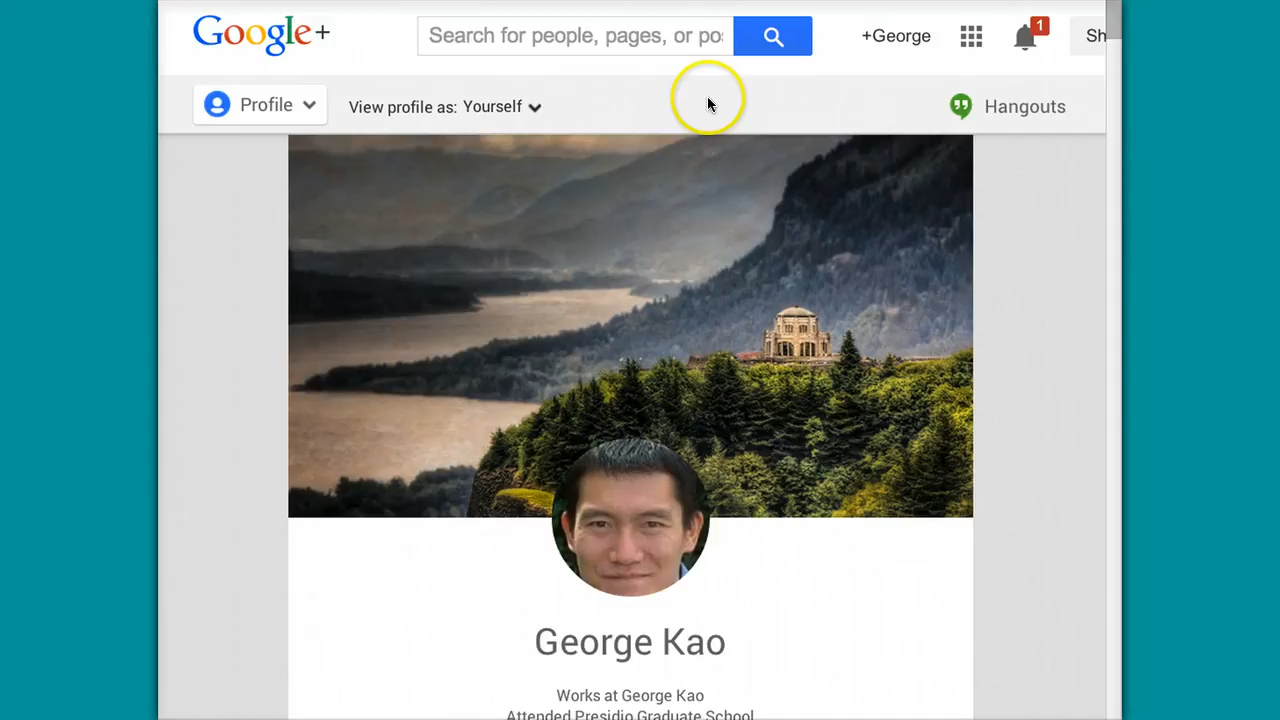 Google+
Search for people, pages, or pos
+George
1
Sh
Profile
View profile as: Yourself
Hangouts
George Kao
Works at George Kao
Attended Presidio Graduate School